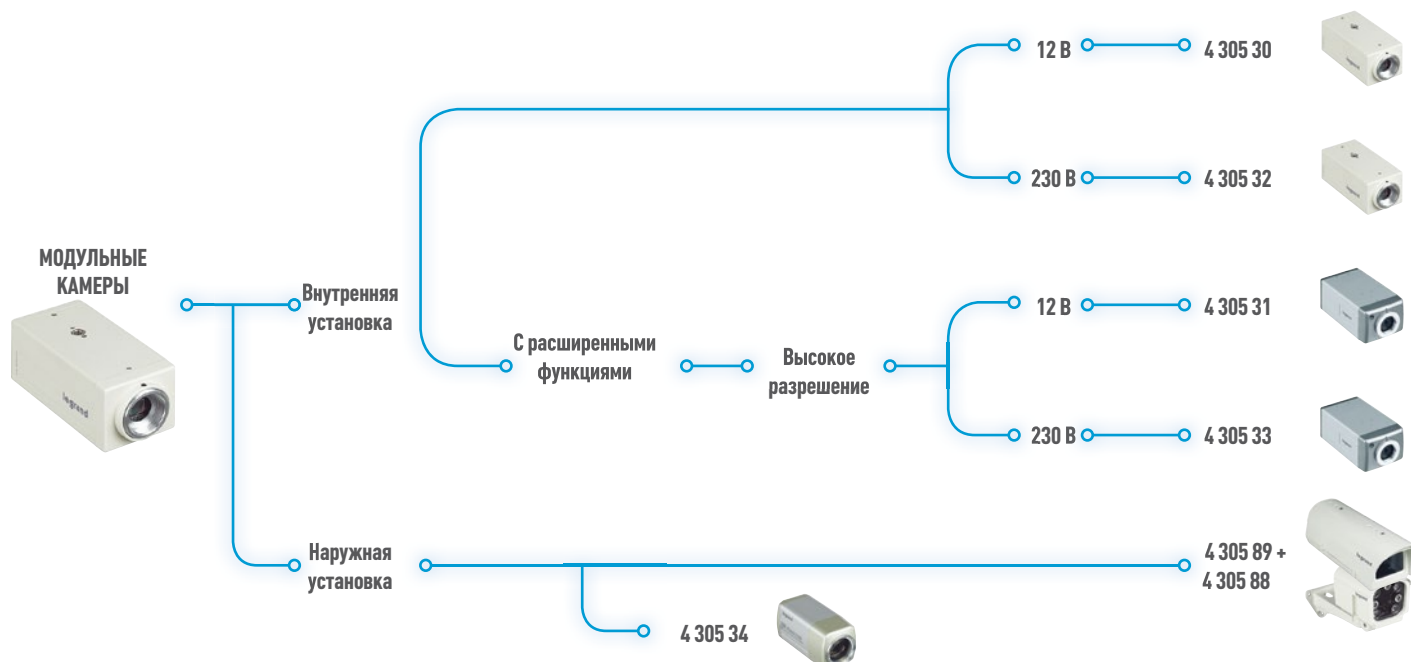 МОДУЛЬНЫЕ
КАМЕРЫ
legrand
Внутренняя
установка
12 В
4 305 30
230 В
4 305 32
С расширенными
функциями
Высокое
разрешение
12 В
4 305 31
230 В
4 305 33
Наружная
установка
4 305 89 +
4 305 88
4 305 34